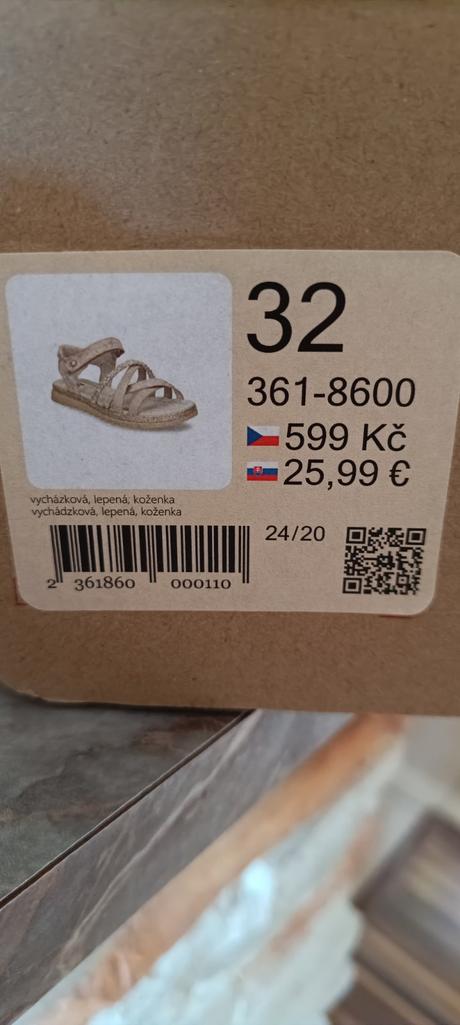 32
361-8600
599 Kč
25,99 €
vycházková, lepená, koženka
vychádzková, lepená, koženka
24/20
2 361860 000110